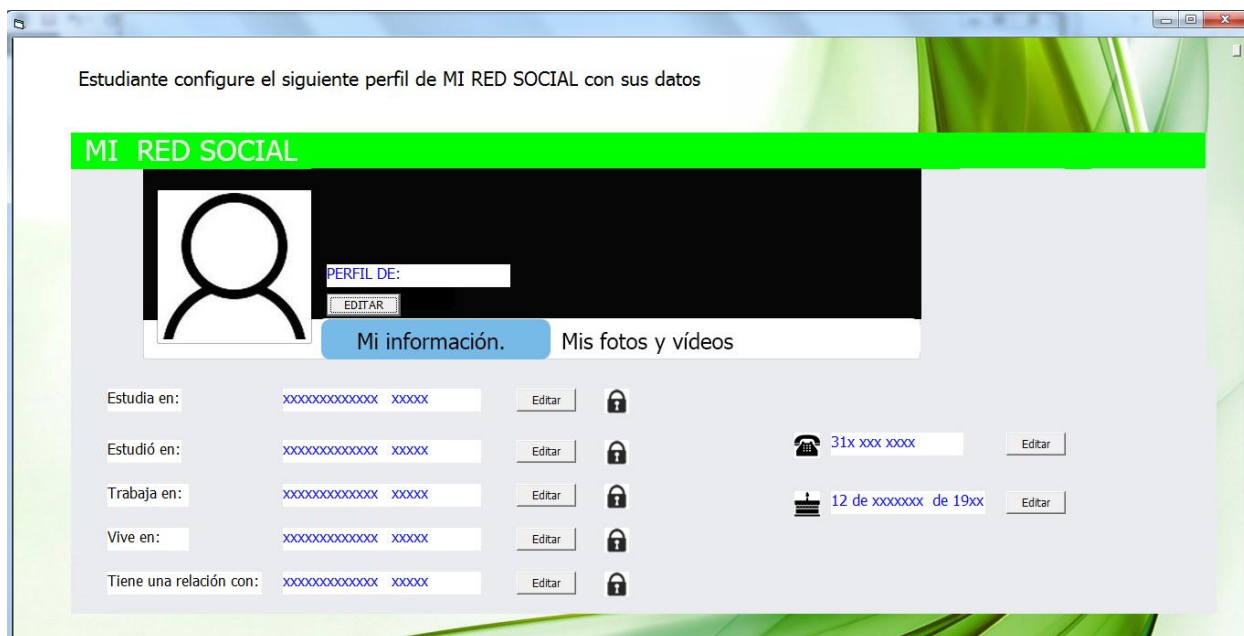 Estudiante configure el siguiente perfil de MI RED SOCIAL con sus datos
MI RED SOCIAL
PERFIL DE:
EDITAR
Mi información. Mis fotos y vídeos
Estudia en: xxxxxxxxxxxxx xxxxx Editar
Estudió en: xxxxxxxxxxxxx xxxxx Editar
31x xxx xxxx Editar
Trabaja en: xxxxxxxxxxxxx xxxxx Editar
12 de xxxxxxx de 19xx Editar
Vive en: xxxxxxxxxxxxx xxxxx Editar
Tiene una relación con: xxxxxxxxxxxxx xxxxx Editar